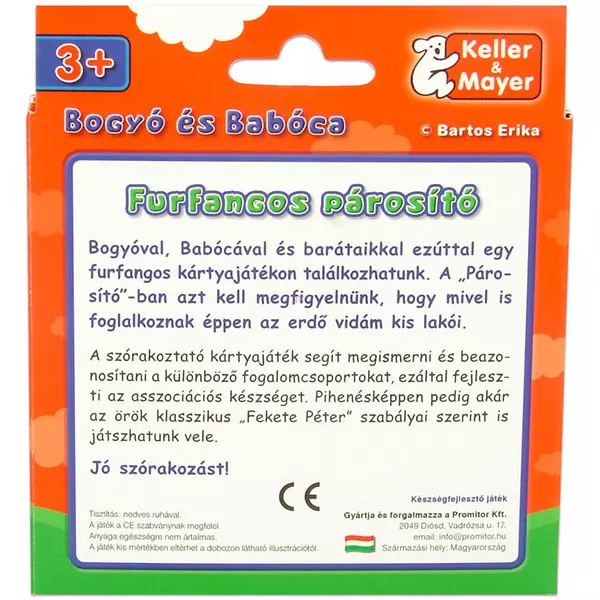 3+
Keller
& Mayer
Bogyó és Babóca
© Bartos Erika
Furfangos párosító
Bogyóval, Babócával és barátaikkal ezúttal egy
furfangos kártyajátékon találkozhatunk. A „Páro-
sító”-ban azt kell megfigyelnünk, hogy mivel is
foglalkoznak éppen az erdő vidám kis lakói.
A szórakoztató kártyajáték segít megismerni és beazo-
nosítani a különböző fogalomcsoportokat, ezáltal fejlesz-
ti az asszociációs készséget. Pihenésképpen pedig akár
az örök klasszikus „Fekete Péter” szabályai szerint is
játszhatunk vele.
Jó szórakozást!
CE
Készségfejlesztő játék
Tisztítás: nedves ruhával.
A játék a CE szabványnak megfelel.
Anyaga egészségre nem ártalmas.
A játék kis mértékben eltérhet a dobozon látható illusztrációtól.
Gyártja és forgalmazza a Promitor Kft.
2049 Diósd, Vadrózsa u. 17.
email: info@promitor.hu
Származási hely: Magyarország